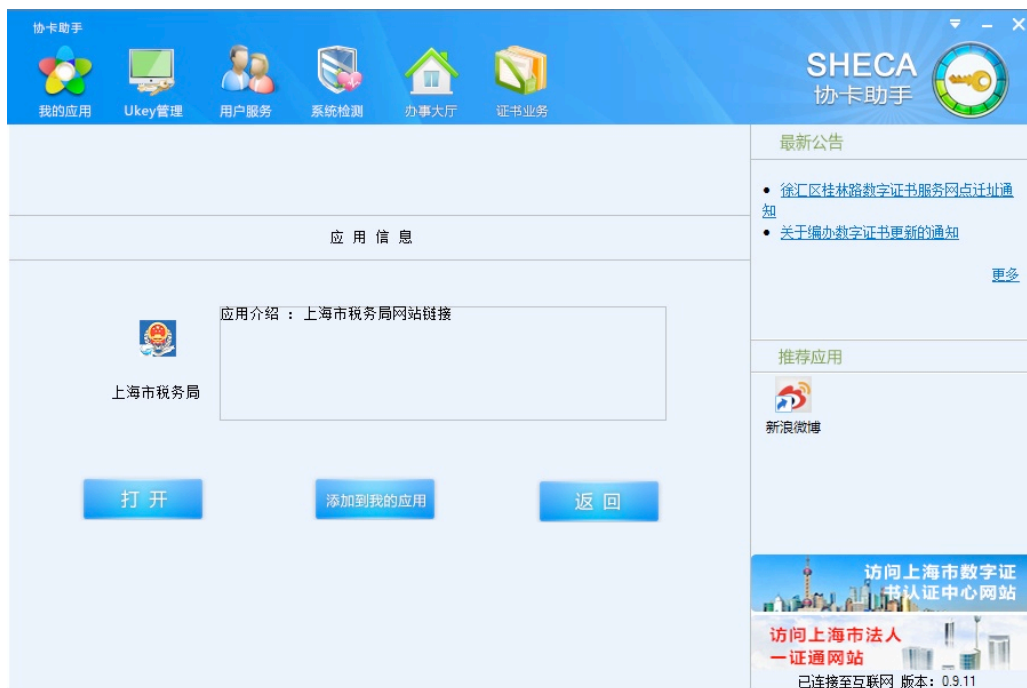 协卡助手
我的应用
Ukey管理
用户服务
系统检测
办事大厅
证书业务
SHECA
协卡助手
应用信息
应用介绍 ：上海市税务局网站链接
上海市税务局
打开
添加到我的应用
返回
最新公告
徐汇区桂林路数字证书服务网点迁址通
知
关于编办数字证书更新的通知
更多
推荐应用
新浪微博
访问上海市数字证
书认证中心网站
访问上海市法人
一证通网站
已连接至互联网 版本：0.9.11